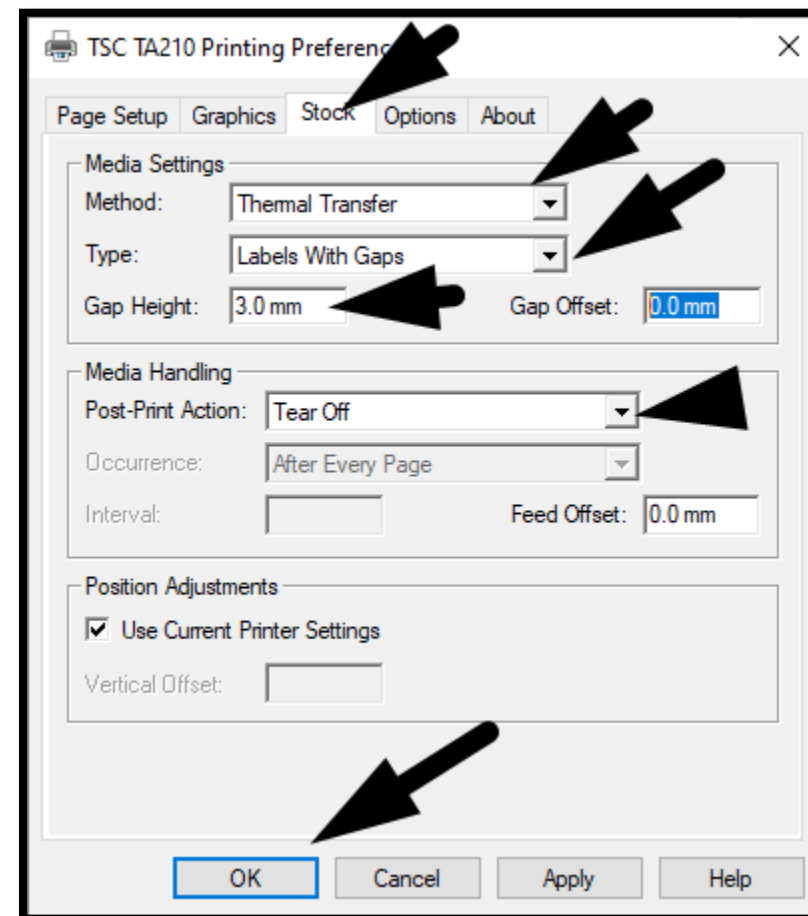 TSC TA210 Printing Preferenc
Page Setup Graphics Stock Options About
Media Settings
Method: Thermal Transfer
Type: Labels With Gaps
Gap Height: 3.0 mm Gap Offset: 0.0 mm
Media Handling
Post-Print Action: Tear Off
Occurrence: After Every Page
Interval: Feed Offset: 0.0 mm
Position Adjustments
Use Current Printer Settings
Vertical Offset:
OK Cancel Apply Help